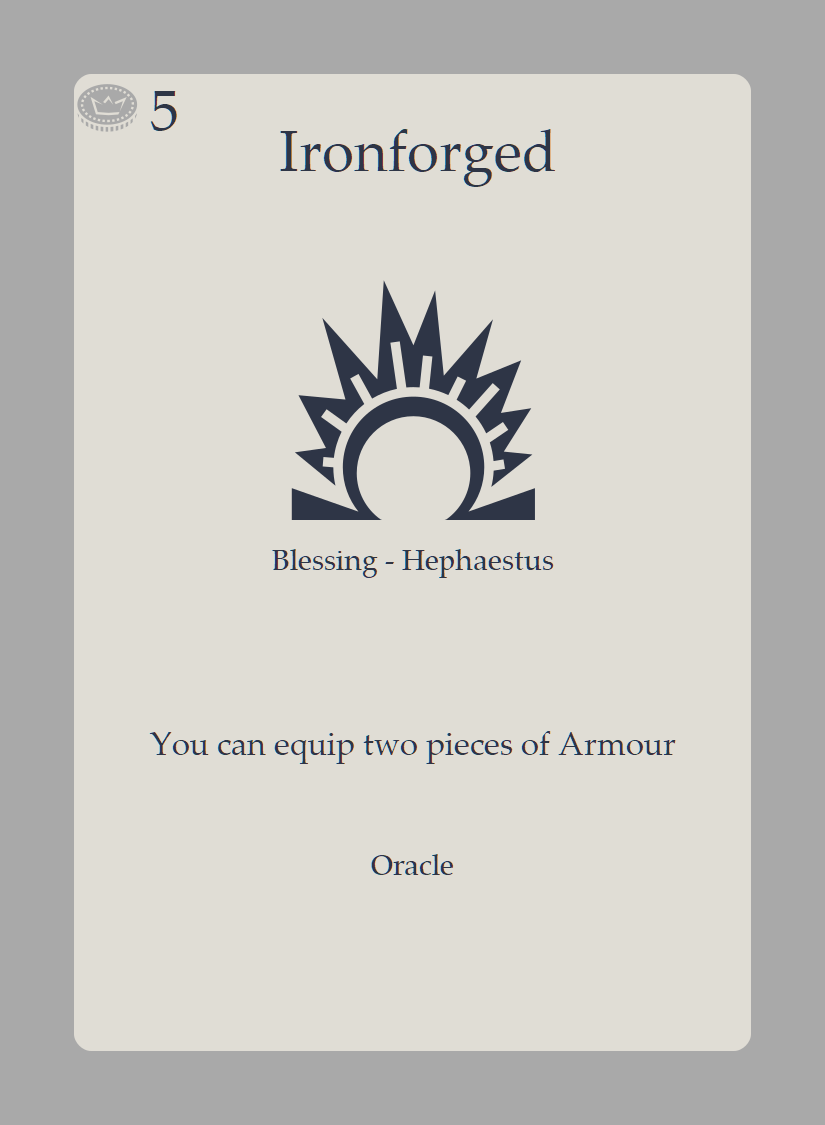 5
Ironforged
Blessing - Hephaestus
You can equip two pieces of Armour
Oracle